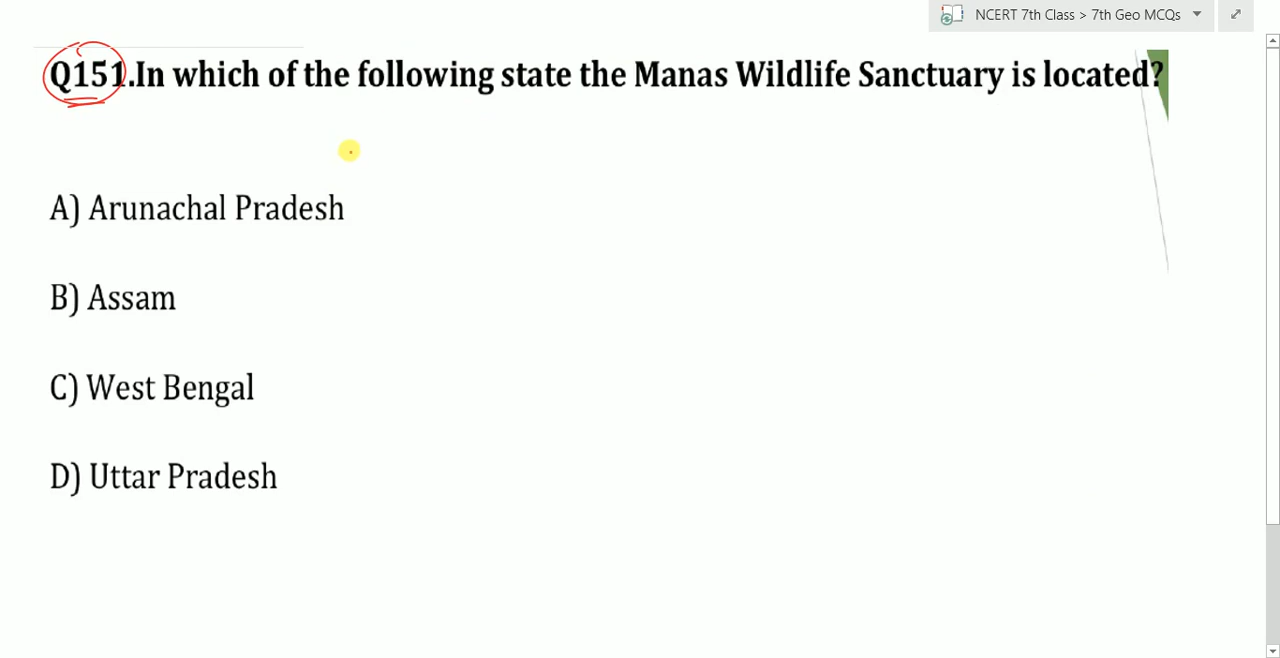 NCERT 7th Class > 7th Geo MCQs
Q151.In which of the following state the Manas Wildlife Sanctuary is located?
A) Arunachal Pradesh
B) Assam
C) West Bengal
D) Uttar Pradesh